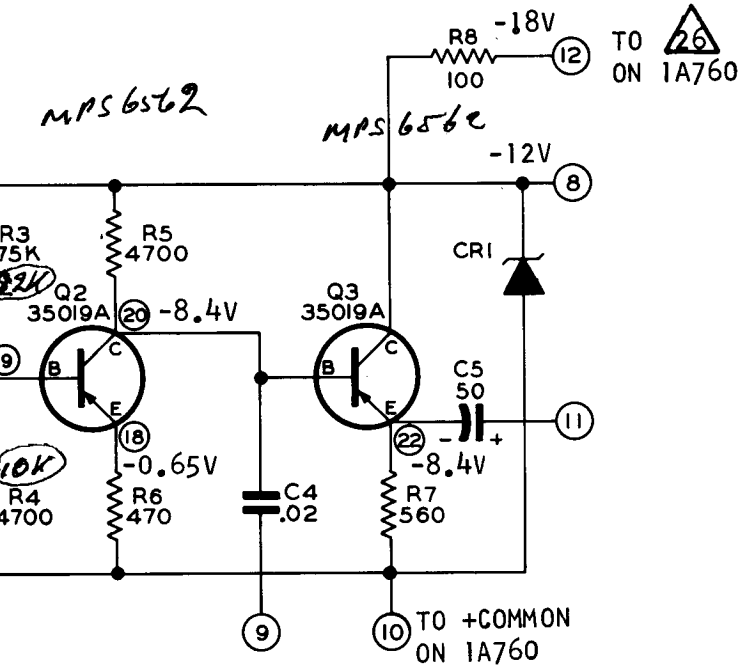 -18V
R8
100
12
TO 26
ON 1A760
MPS 6562
MPS 6562
-12V
8
R3
75K
22K
R5
4700
CR1
Q2
35019A
20 -8.4V
Q3
35019A
C
C
9
B
B
C5
50
E
E
- +
11
18
-0.65V
22
-8.4V
10K
R4
4700
R6
470
C4
.02
R7
560
9
10
TO +COMMON
ON 1A760